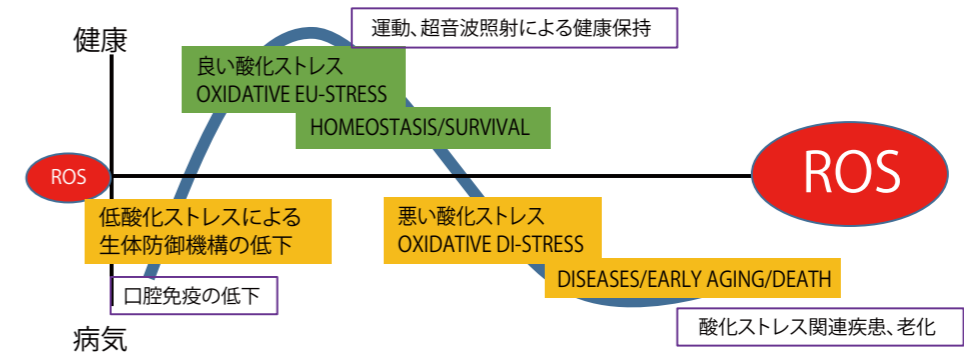 運動、超音波照射による健康保持
健康
良い酸化ストレス
OXIDATIVE EU-STRESS
HOMEOSTASIS/SURVIVAL
ROS
ROS
低酸化ストレスによる
生体防御機構の低下
悪い酸化ストレス
OXIDATIVE DI-STRESS
DISEASES/EARLY AGING/DEATH
口腔免疫の低下
酸化ストレス関連疾患、老化
病気